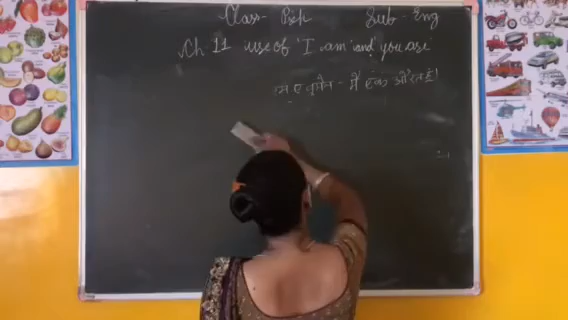 Class- Prep Sub - Eng
Ch 11 use of 'I am' and 'you are'
ए वूमैन - मैं एक औरत हूँ।